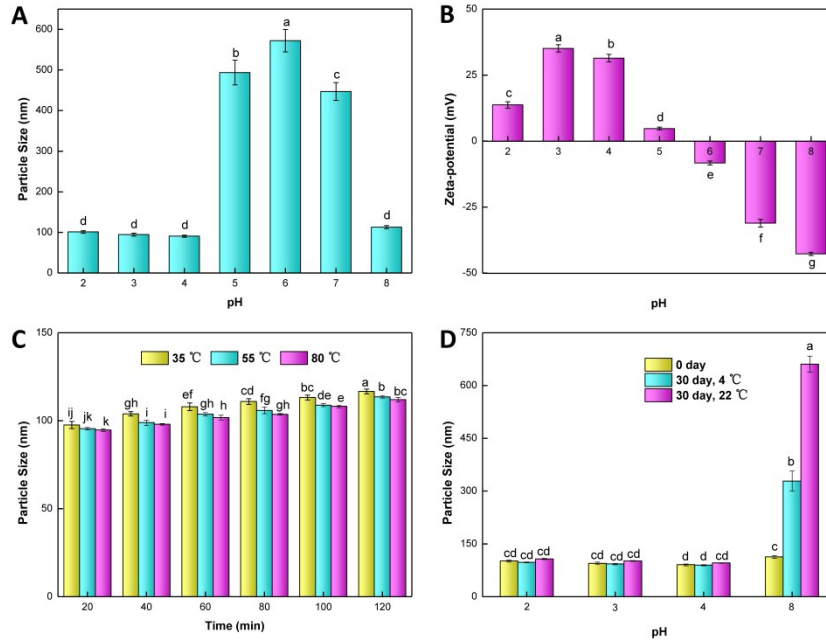 A
Particle Size (nm)
600
500
400
300
200
100
0
d
d
d
b
a
c
d
2
3
4
5
6
7
8
pH
B
Zeta-potential (mV)
50
25
0
-25
-50
c
a
b
d
e
f
g
2
3
4
5
6
7
8
pH
C
Particle Size (nm)
150
100
50
0
35 ℃
55 ℃
80 ℃
ij
jk
k
gh
i
i
ef
gh
h
cd
fg
gh
bc
de
e
a
b
bc
20
40
60
80
100
120
Time (min)
D
Particle Size (nm)
750
600
450
300
150
0
0 day
30 day, 4 ℃
30 day, 22 ℃
cd
cd
cd
cd
cd
cd
d
d
cd
c
b
a
2
3
4
8
pH